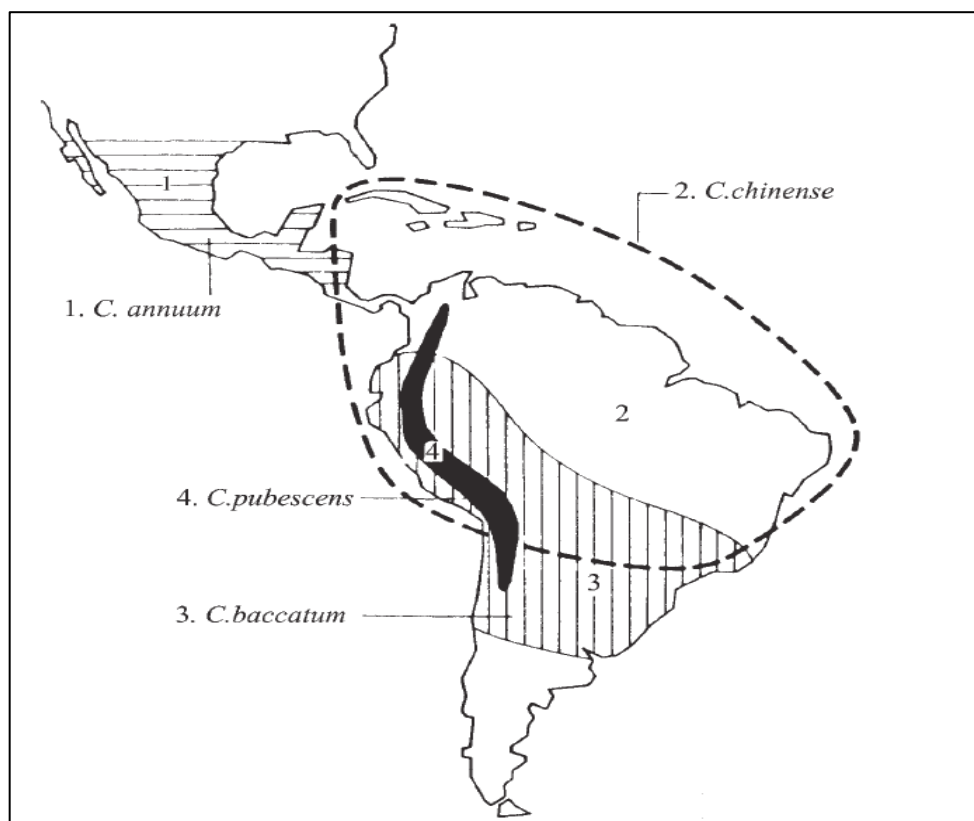 1
2. C.chinense
1. C. annuum
2
4
4. C.pubescens
3
3. C.baccatum